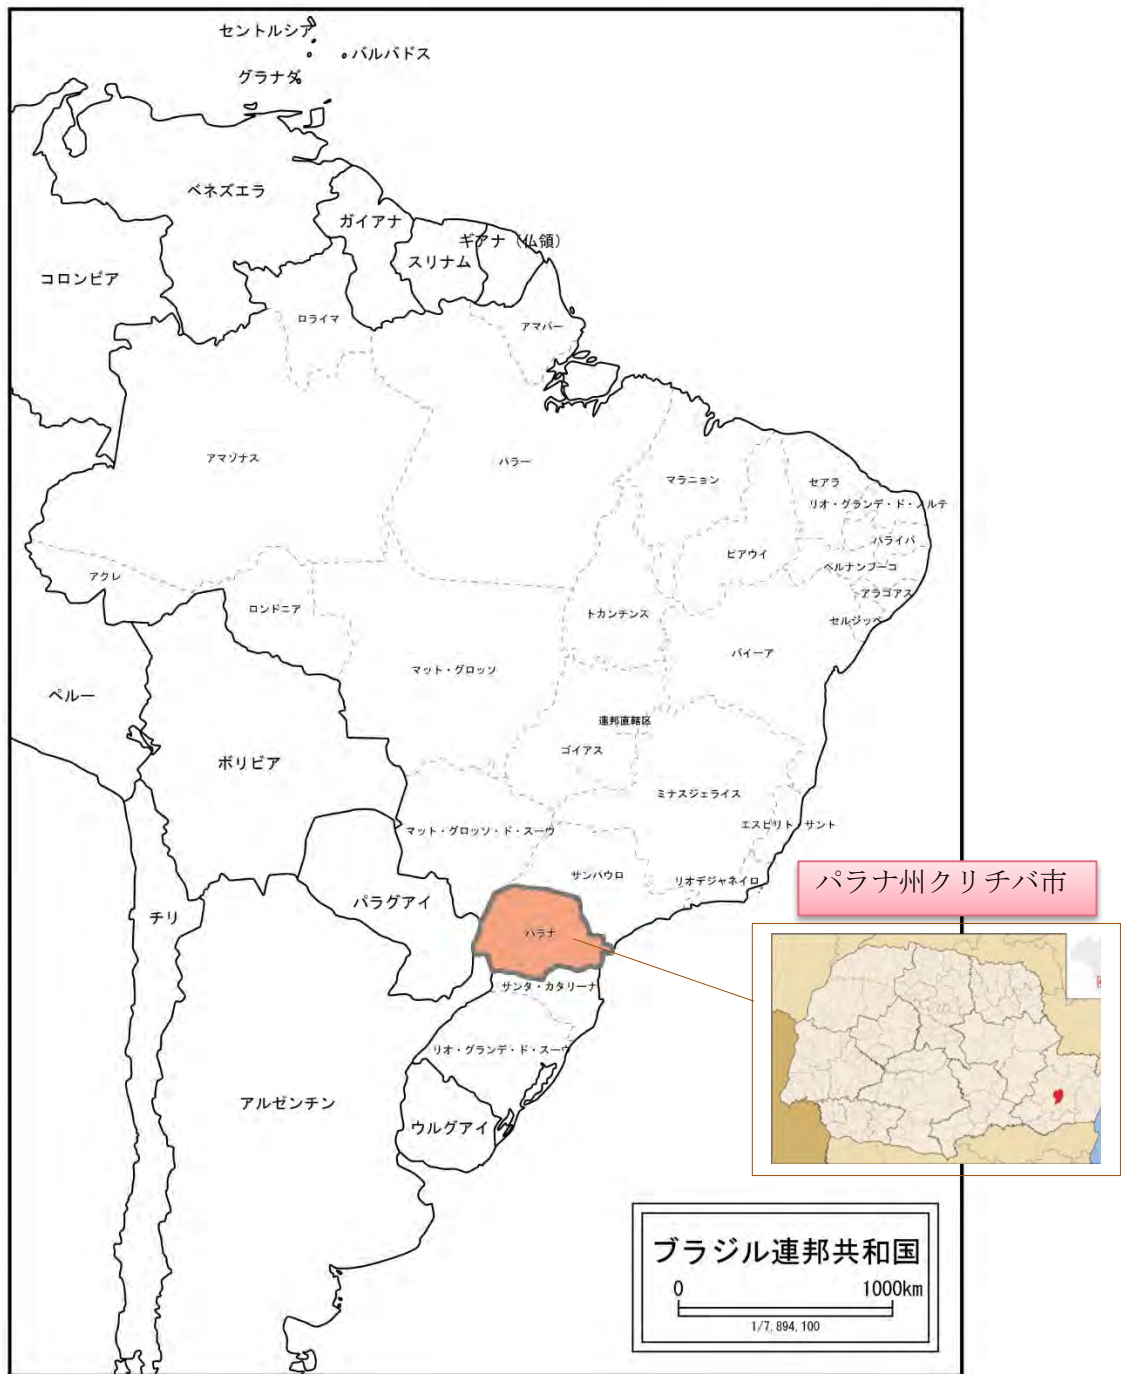 セントルシア
バルバドス
グラナダ
ベネズエラ
ガイアナ
ギアナ（仏領）
スリナム
コロンビア
ロライマ
アマパー
アマゾナス
パラー
マラニョン
セアラ
リオ・グランデ・ド・ノルテ
パライバ
ピアウイ
ペルナンブーコ
アクレ
アラゴアス
ロンドニア
トカンチンス
セルジッペ
バイーア
マット・グロッソ
ペルー
連邦直轄区
ゴイアス
ボリビア
ミナスジェライス
エスピリト・サント
マット・グロッソ・ド・スーウ
サンパウロ
リオデジャネイロ
パラナ州クリチバ市
パラグアイ
チリ
パラナ
サンタ・カタリーナ
リオ・グランデ・ド・スーウ
アルゼンチン
ウルグアイ
ブラジル連邦共和国
0 1000km
1/7,894,100